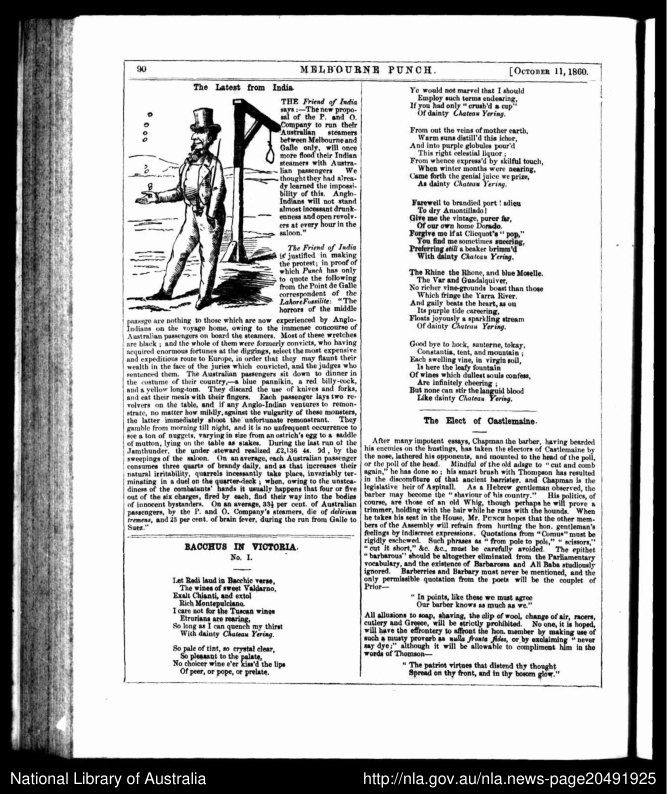 90
MELBOURNE PUNCH.
[OCTOBER 11, 1860.
The Latest from India.
THE Friend of India
says :—The new propo-
sal of the P. and O.
Company to run their
Australian steamers
between Melbourne and
Galle only, will once
more flood their Indian
steamers with Austra-
lian passengers We
thought they had alrea-
dy learned the impossi-
bility of this. Anglo-
Indians will not stand
almost incessant drunk-
enness and open revolv-
ers at every hour in the
saloon."
The Friend of India
is justified in making
the protest; in proof of
which Punch has only
to quote the following
from the Point de Galle
correspondent of the
Lahore Fossilite: "The
horrors of the middle
passage are nothing to those which are now experienced by Anglo-
Indians on the voyage home, owing to the immense concourse of
Australian passengers on board the steamers. Most of these wretches
are black ; and the whole of them were formerly convicts, who having
acquired enormous fortunes at the diggings, select the most expensive
and expeditious route to Europe, in order that they may flaunt their
wealth in the face of the juries which convicted, and the judges who
sentenced them. The Australian passengers sit down to dinner in
the costume of their country,—a blue pannikin, a red billy-cock,
and a yellow long-tom. They discard the use of knives and forks,
and eat their meals with their fingers. Each passenger lays two re-
volvers on the table, and if any Anglo-Indian ventures to remon-
strate, no matter how mildly, against the vulgarity of these monsters,
the latter immediately shoot the unfortunate remonstrant. They
gamble from morning till night, and it is no unfrequent occurrence to
see a ton of nuggets, varying in size from an ostrich's egg to a saddle
of mutton, lying on the table as stakes. During the last run of the
Jamthunder, the under steward realized £2,136 4s. 9d., by the
sweepings of the saloon. On an average, each Australian passenger
consumes three quarts of brandy daily, and as that increases their
natural irritability, quarrels incessantly take place, invariably ter-
minating in a duel on the quarter-deck ; when, owing to the unstea-
diness of the combatants' hands it usually happens that four or five
out of the six charges, fired by each, find their way into the bodies
of innocent bystanders. On an average, 33½ per cent. of Australian
passengers, by the P. and O. Company's steamers, die of delirium
tremens, and 25 per cent. of brain fever, during the run from Galle to
Suez."
BACCHUS IN VICTORIA.
No. I.
Let Redi laud in Bacchic verse,
The wines of sweet Valdarno,
Exalt Chianti, and extol
Rich Montepulciano.
I care not for the Tuscan wines
Etrurians are rearing,
So long as I can quench my thirst
With dainty Chateau Yering.
So pale of tint, so crystal clear,
So pleasant to the palate,
No choicer wine e'er kiss'd the lips
Of peer, or pope, or prelate.
Ye would not marvel that I should
Employ such terms endearing,
If you had only "crush'd a cup"
Of dainty Chateau Yering.
From out the veins of mother earth,
Warm suns distill'd this ichor,
And into purple globules pour'd
This right celestial liquor ;
From whence express'd by skilful touch,
When winter months were nearing,
Came forth the genial juice we prize,
As dainty Chateau Yering.
Farewell to brandied port ! adieu
To dry Amontillado !
Give me the vintage, purer far,
Of our own home Dorado.
Forgive me if at Clicquot's "pop,"
You find me sometimes sneering,
Preferring still a beaker brimm'd
With dainty Chateau Yering.
The Rhine the Rhone, and blue Moselle.
The Var and Guadalquiver,
No richer vine-grounds boast than those
Which fringe the Yarra River.
And gaily beats the heart, as on
Its purple tide careering,
Floats joyously a sparkling stream
Of dainty Chateau Yering.
Good bye to hock, sauterne, tokay,
Constantia, tent, and mountain ;
Each swelling vine, in virgin soil,
Is here the leafy fountain
Of wines which dullest souls confess,
Are infinitely cheering ;
But none can stir the languid blood
Like dainty Chateau Yering.
The Elect of Castlemaine.
After many impotent essays, Chapman the barber, having bearded
his enemies on the hustings, has taken the electors of Castlemaine by
the nose, lathered his opponents, and mounted to the head of the poll,
or the poll of the head. Mindful of the old adage to "cut and comb
again," he has done so ; his smart brush with Thompson has resulted
in the discomfiture of that ancient barrister, and Chapman is the
legislative heir of Aspinall. As a Hebrew gentleman observed, the
barber may become the "shaviour of his country." His politics, of
course, are those of an old Whig, though perhaps he will prove a
trimmer, holding with the hair while he runs with the hounds. When
he takes his seat in the House, Mr. PUNCH hopes that the other mem-
bers of the Assembly will refrain from hurting the hon. gentleman's
feelings by indiscreet expressions. Quotations from "Comus" must be
rigidly eschewed. Such phrases as "from pole to pole," "scissors,"
"cut it short," &c. &c., must be carefully avoided. The epithet
"barbarous" should be altogether eliminated from the Parliamentary
vocabulary, and the existence of Barbarossa and Ali Baba studiously
ignored. Barberries and Barbary must never be mentioned, and the
only permissible quotation from the poets will be the couplet of
Prior—
"In points, like these we must agree
Our barber knows as much as we."
All allusions to soap, shaving, the clip of wool, change of air, razors,
cutlery and Greece, will be strictly prohibited. No one, it is hoped,
will have the effrontery to affront the hon. member by making use of
such a musty proverb as nulla fronte fides, or by exclaiming "never
say dye;" although it will be allowable to compliment him in the
words of Thomson—
"The patriot virtues that distend thy thought
Spread on thy front, and in thy bosom glow."
National Library of Australia
http://nla.gov.au/nla.news-page20491925